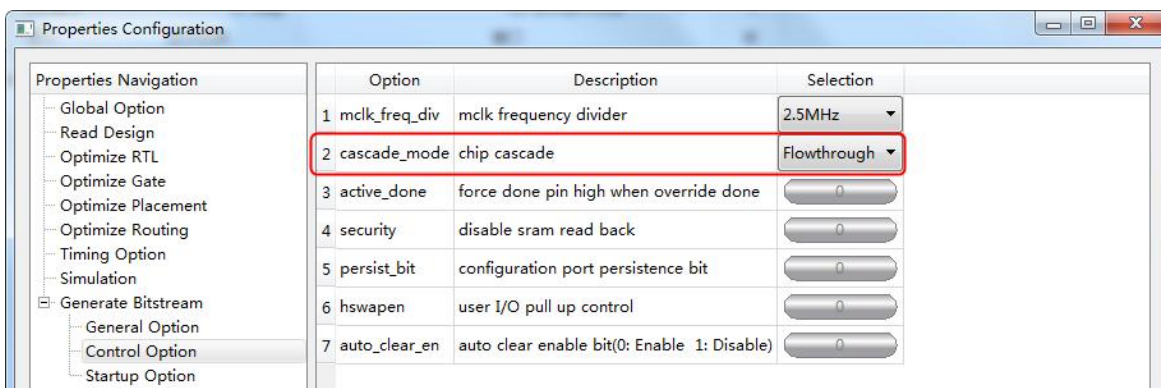 Properties Configuration
Properties Navigation
Global Option
Read Design
Optimize RTL
Optimize Gate
Optimize Placement
Optimize Routing
Timing Option
Simulation
Generate Bitstream
General Option
Control Option
Startup Option
Option Description Selection
1 mclk_freq_div mclk frequency divider 2.5MHz
2 cascade_mode chip cascade Flowthrough
3 active_done force done pin high when override done 0
4 security disable sram read back 0
5 persist_bit configuration port persistence bit 0
6 hswapen user I/O pull up control 0
7 auto_clear_en auto clear enable bit(0: Enable 1: Disable) 0